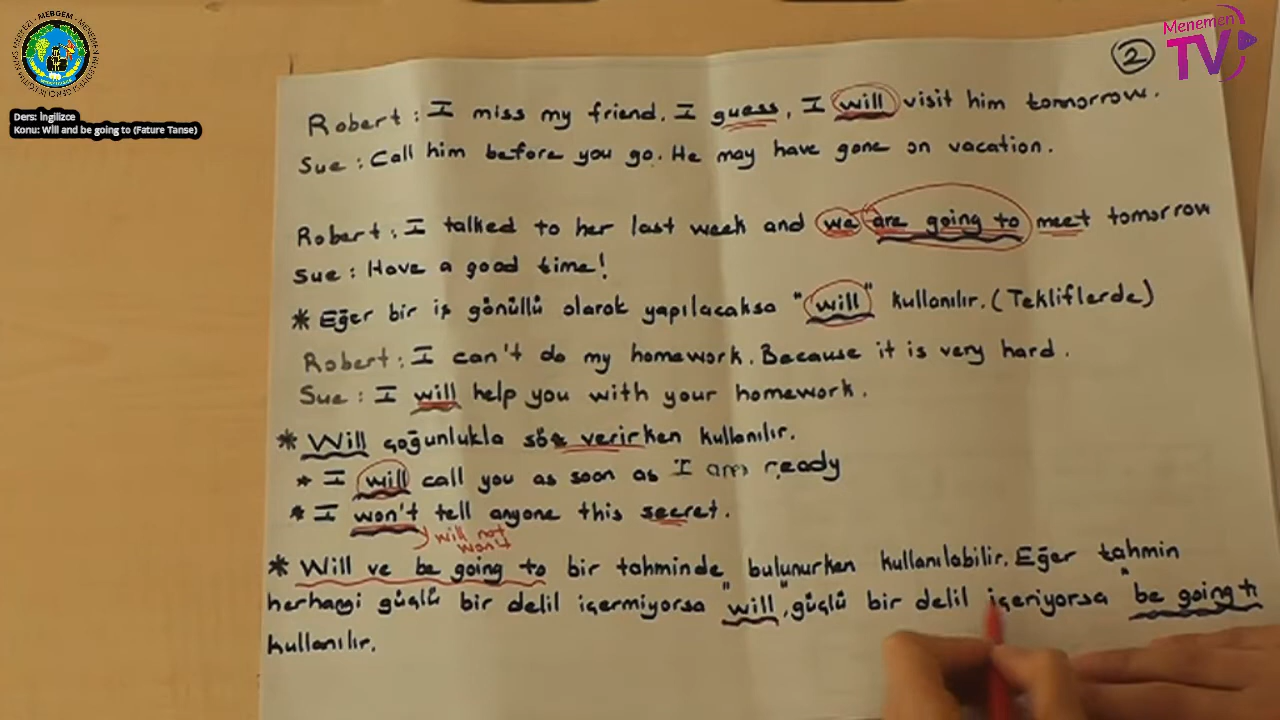 MEBGEM
Menemen
TV
Ders: İngilizce
Konu: Will and be going to (Fature Tanse)
2
Robert: I miss my friend. I guess, I will visit him tomorrow.
Sue: Call him before you go. He may have gone on vacation.
Robert: I talked to her last week and we are going to meet tomorrow
Sue: Have a good time!
* Eğer bir iş gönüllü olarak yapılacaksa "will" kullanılır. (Tekliflerde)
Robert: I can't do my homework. Because it is very hard.
Sue: I will help you with your homework.
* Will çoğunlukla söz verirken kullanılır.
* I will call you as soon as I am ready
* I won't tell anyone this secret.
will not
won't
* Will ve be going to bir tahminde bulunurken kullanılabilir. Eğer tahmin
herhangi güçlü bir delil içermiyorsa "will", güçlü bir delil içeriyorsa "be going t
kullanılır.